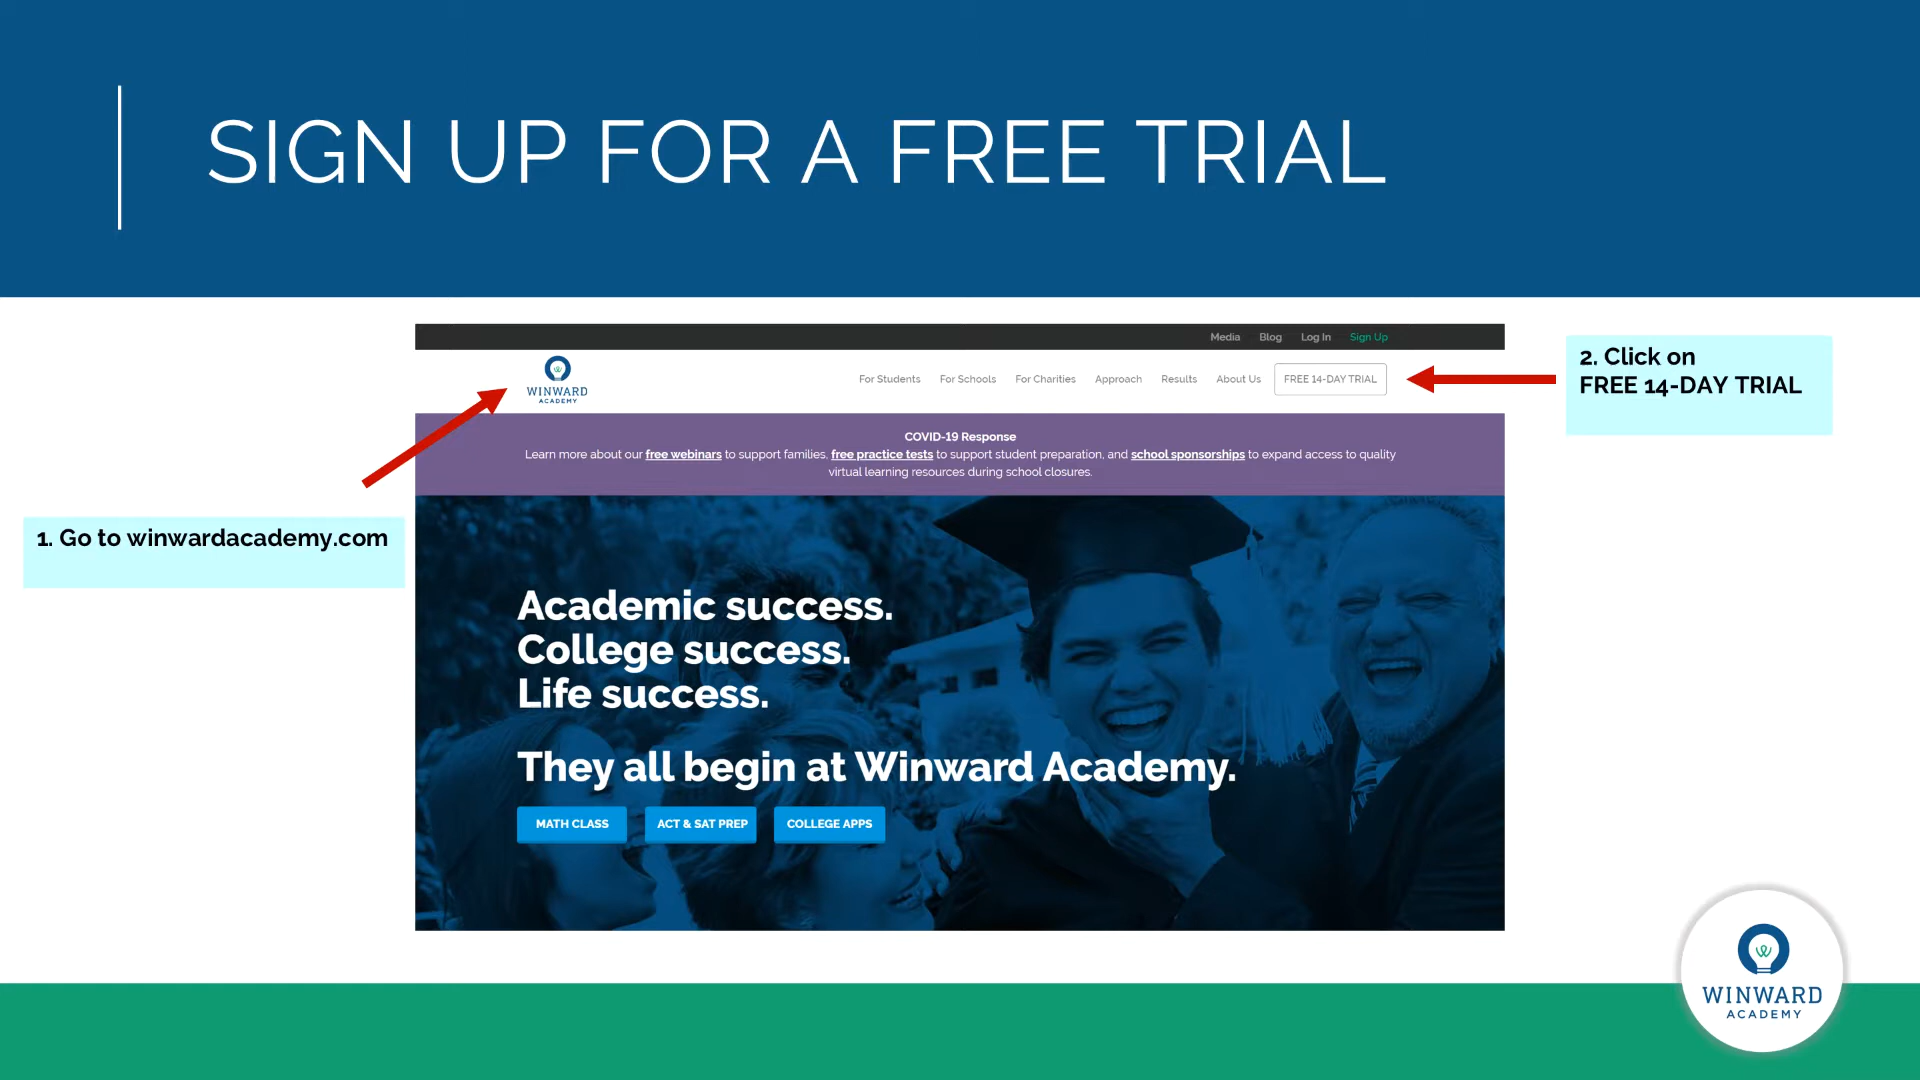 SIGN UP FOR A FREE TRIAL
Media Blog Log In Sign Up
WINWARD
ACADEMY
For Students For Schools For Charities Approach Results About Us FREE 14-DAY TRIAL
2. Click on
FREE 14-DAY TRIAL
COVID-19 Response
Learn more about our free webinars to support families, free practice tests to support student preparation, and school sponsorships to expand access to quality
virtual learning resources during school closures.
1. Go to winwardacademy.com
Academic success.
College success.
Life success.
They all begin at Winward Academy.
MATH CLASS ACT & SAT PREP COLLEGE APPS
WINWARD
ACADEMY